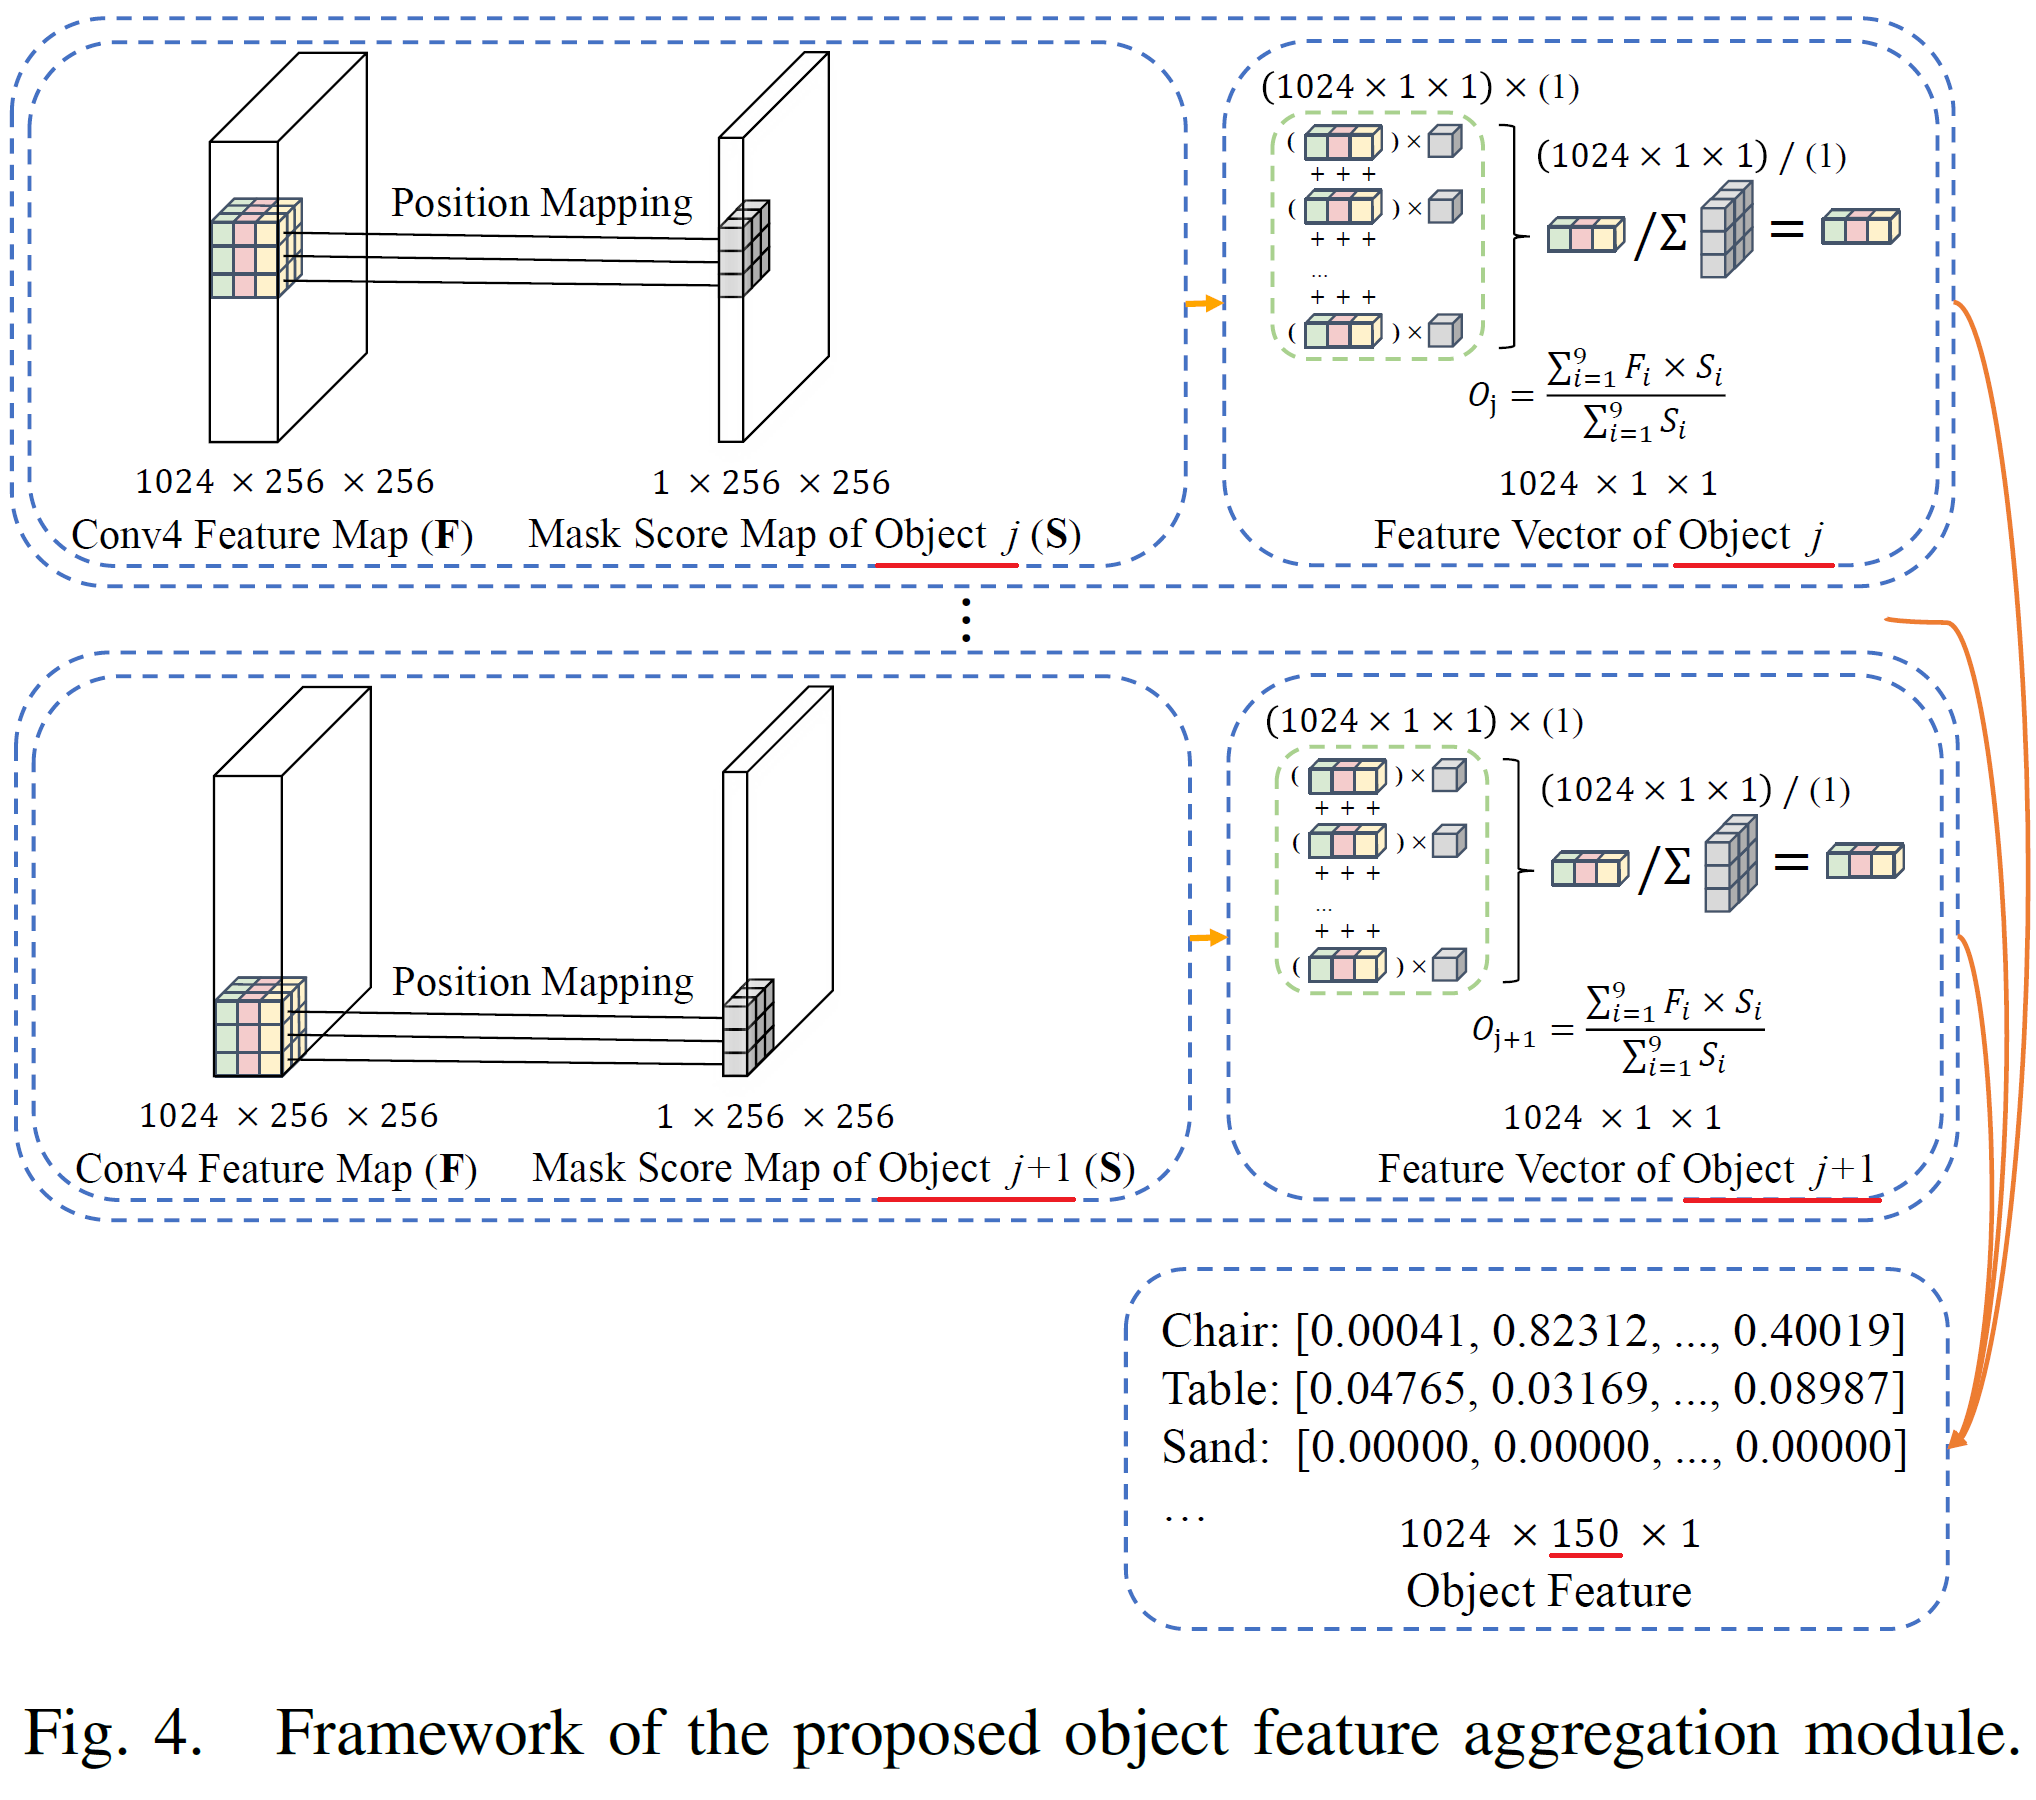 (1024 × 1 × 1) × (1)
( ) ×
+ + +
( ) ×
+ + +
...
+ + +
( ) ×
(1024 × 1 × 1) / (1)
/Σ =
Position Mapping
O_j = \frac{\sum_{i=1}^{9} F_i × S_i}{\sum_{i=1}^{9} S_i}
1024 × 256 × 256
1 × 256 × 256
1024 × 1 × 1
Conv4 Feature Map (F)
Mask Score Map of Object j (S)
Feature Vector of Object j
⋮
(1024 × 1 × 1) × (1)
( ) ×
+ + +
( ) ×
+ + +
...
+ + +
( ) ×
(1024 × 1 × 1) / (1)
/Σ =
Position Mapping
O_{j+1} = \frac{\sum_{i=1}^{9} F_i × S_i}{\sum_{i=1}^{9} S_i}
1024 × 256 × 256
1 × 256 × 256
1024 × 1 × 1
Conv4 Feature Map (F)
Mask Score Map of Object j+1 (S)
Feature Vector of Object j+1
Chair: [0.00041, 0.82312, ..., 0.40019]
Table: [0.04765, 0.03169, ..., 0.08987]
Sand: [0.00000, 0.00000, ..., 0.00000]
...
1024 × 150 × 1
Object Feature
Fig. 4. Framework of the proposed object feature aggregation module.